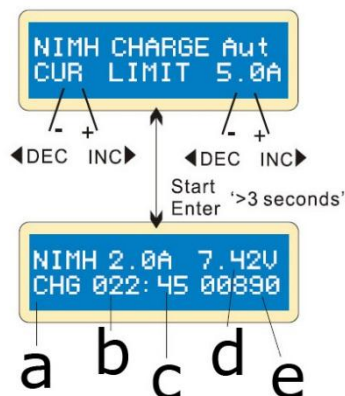 NIMH CHARGE Aut
CUR LIMIT 5.0A
- + - +
◀DEC INC▶ ◀DEC INC▶
Start
Enter '>3 seconds'
NIMH 2.0A 7.42V
CHG 022:45 00890
a b c d e